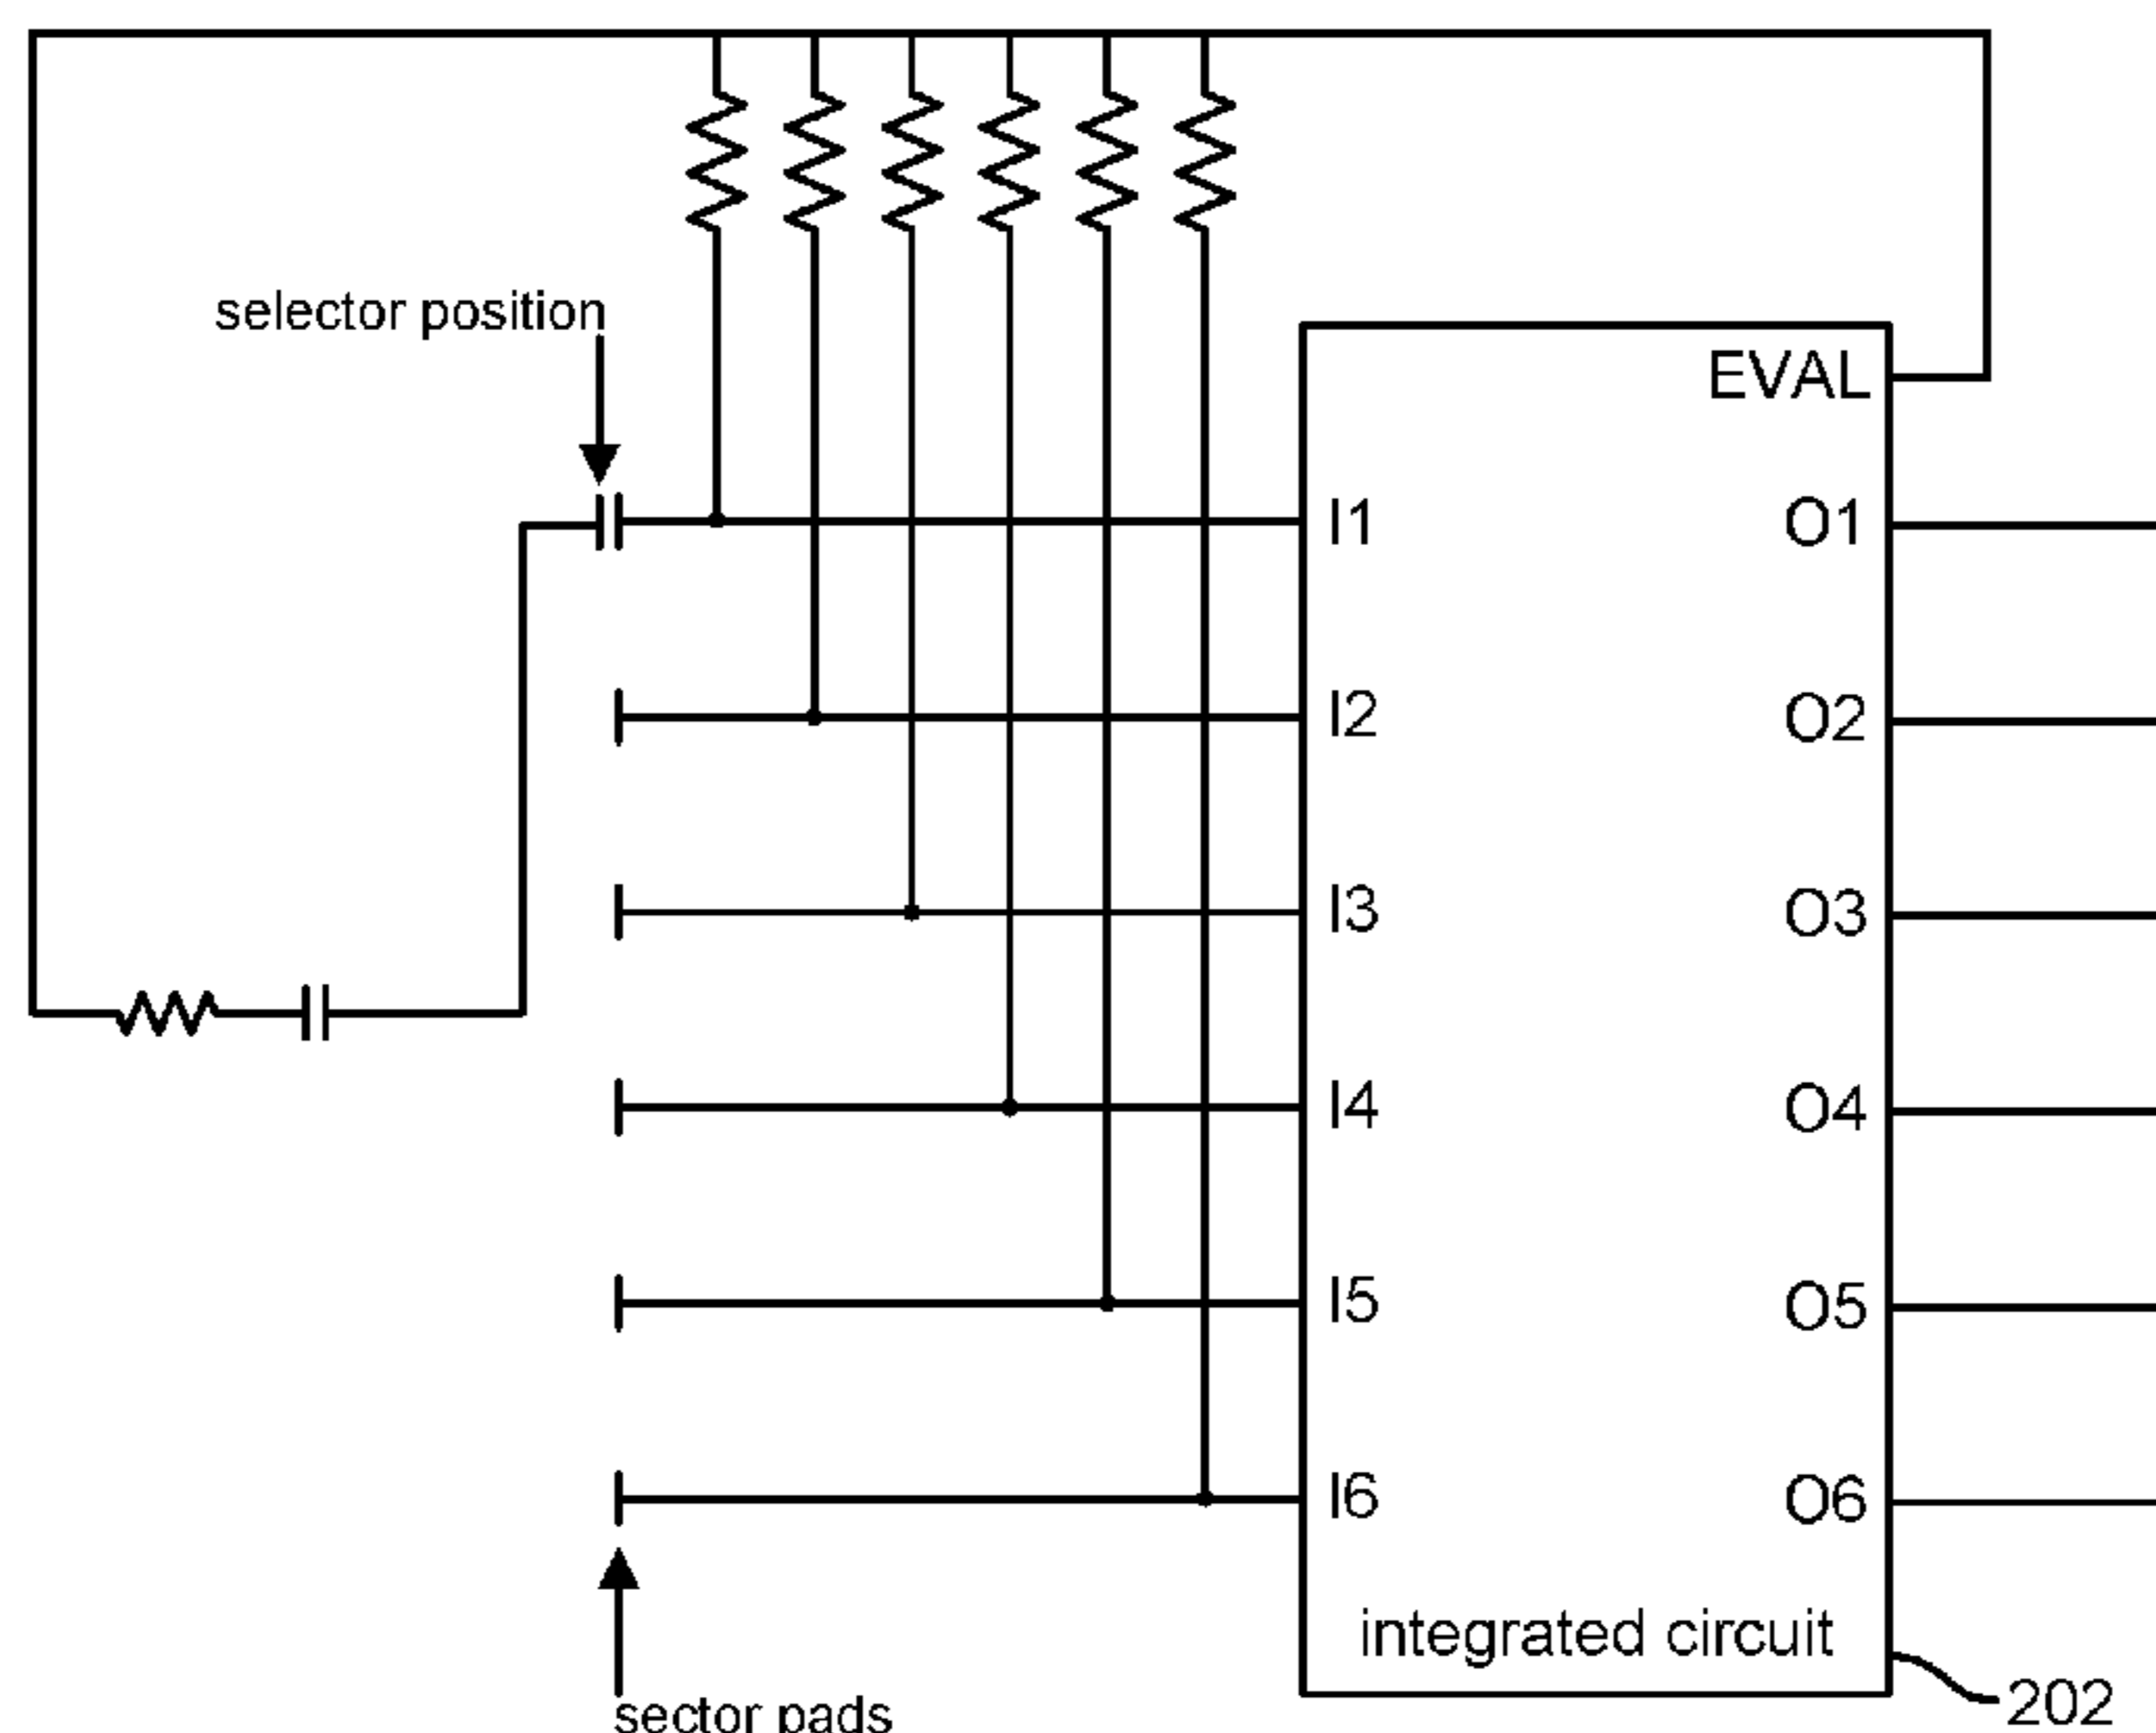 selector position
EVAL
I1
O1
I2
O2
I3
O3
I4
O4
I5
O5
I6
O6
integrated circuit
202
sector pads